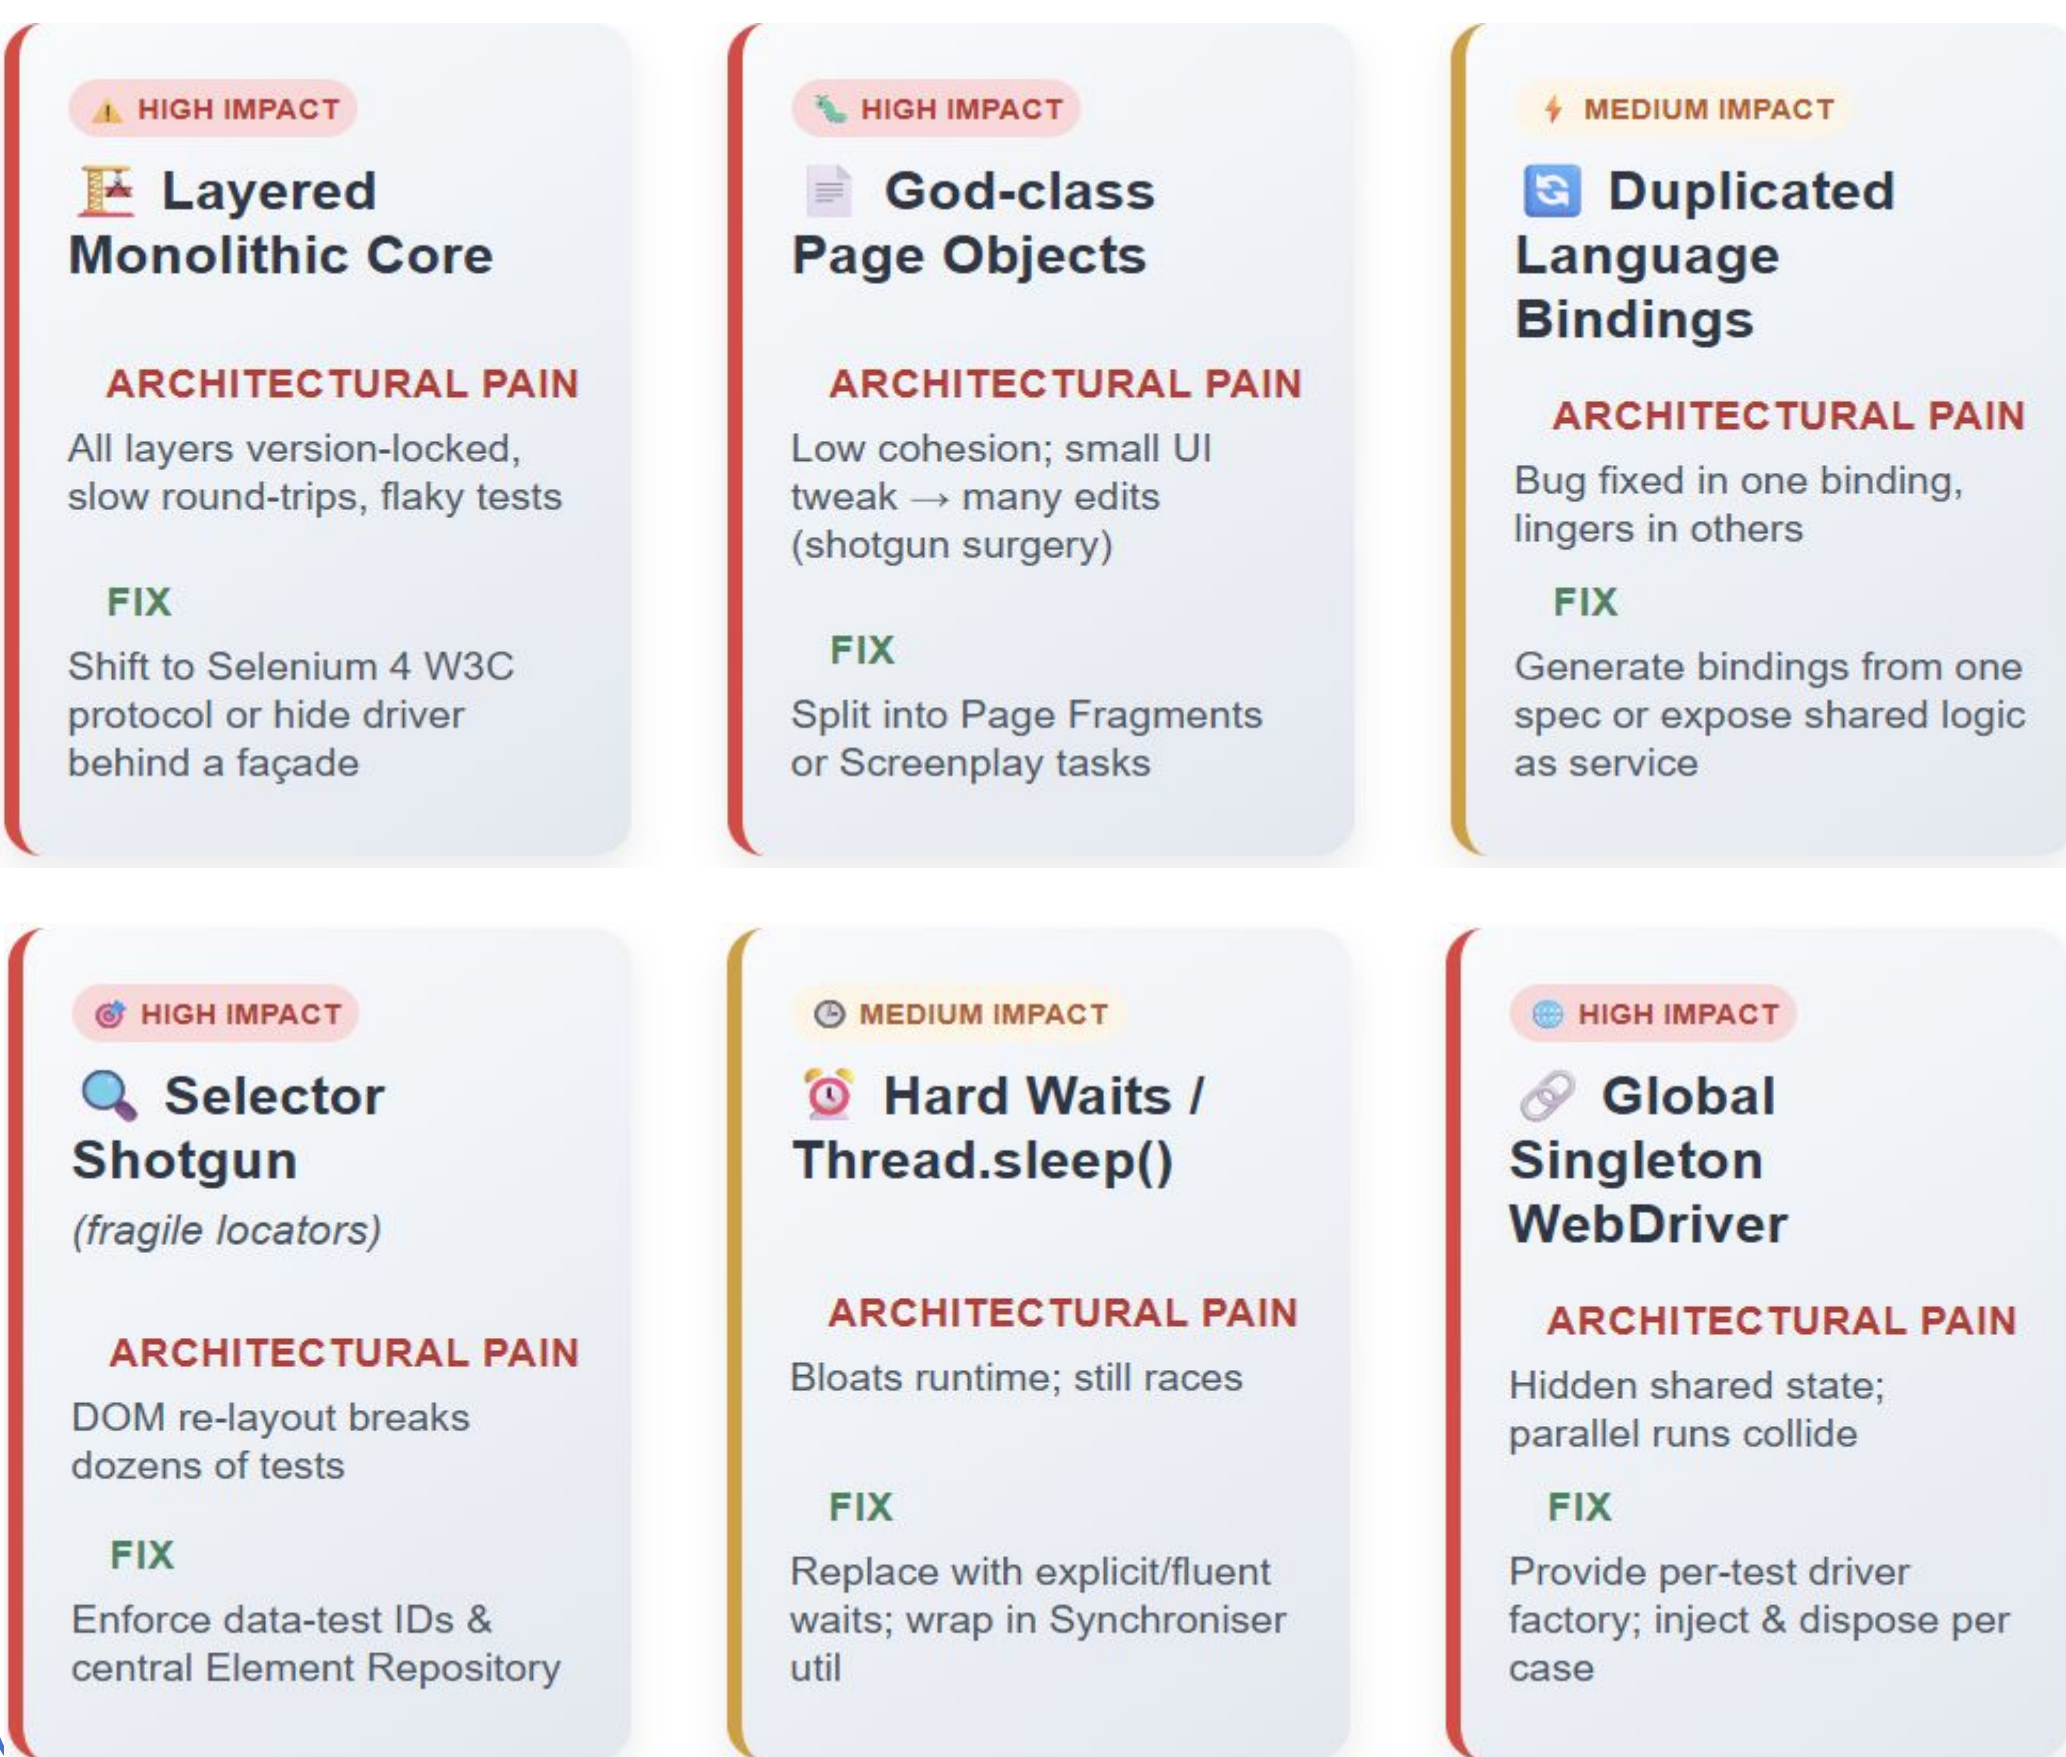 HIGH IMPACT
Layered
Monolithic Core
ARCHITECTURAL PAIN
All layers version-locked,
slow round-trips, flaky tests
FIX
Shift to Selenium 4 W3C
protocol or hide driver
behind a façade
HIGH IMPACT
God-class
Page Objects
ARCHITECTURAL PAIN
Low cohesion; small UI
tweak → many edits
(shotgun surgery)
FIX
Split into Page Fragments
or Screenplay tasks
MEDIUM IMPACT
Duplicated
Language
Bindings
ARCHITECTURAL PAIN
Bug fixed in one binding,
lingers in others
FIX
Generate bindings from one
spec or expose shared logic
as service
HIGH IMPACT
Selector
Shotgun
(fragile locators)
ARCHITECTURAL PAIN
DOM re-layout breaks
dozens of tests
FIX
Enforce data-test IDs &
central Element Repository
MEDIUM IMPACT
Hard Waits /
Thread.sleep()
ARCHITECTURAL PAIN
Bloats runtime; still races
FIX
Replace with explicit/fluent
waits; wrap in Synchroniser
util
HIGH IMPACT
Global
Singleton
WebDriver
ARCHITECTURAL PAIN
Hidden shared state;
parallel runs collide
FIX
Provide per-test driver
factory; inject & dispose per
case